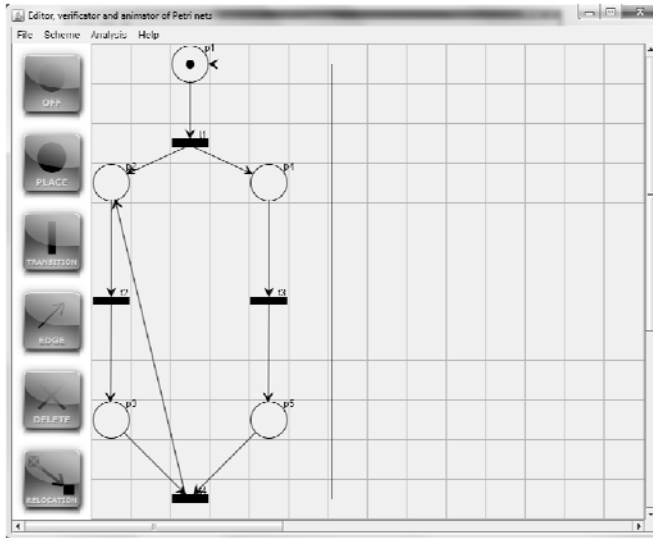 Editor, verificator and animator of Petri nets
File Scheme Analysis Help
p1
OFF
t1
p2 p4
PLACE
TRANSITION
t2 t3
EDGE
p3 p5
DELETE
RELOCATION